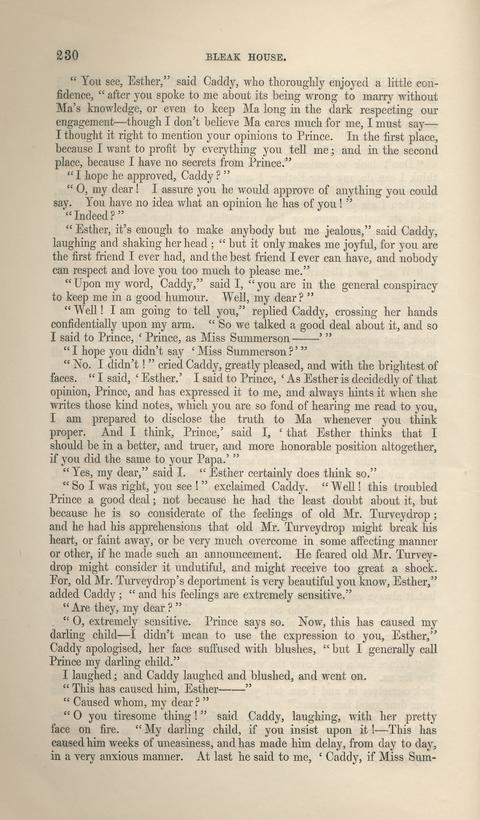 230 BLEAK HOUSE.
“ You see, Esther,” said Caddy, who thoroughly enjoyed a little con-
fidence, “ after you spoke to me about its being wrong to marry without
Ma’s knowledge, or even to keep Ma long in the dark respecting our
engagement—though I don’t believe Ma cares much for me, I must say—
I thought it right to mention your opinions to Prince. In the first place,
because I want to profit by everything you tell me; and in the second
place, because I have no secrets from Prince.”
“ I hope he approved, Caddy ? ”
“ O, my dear ! I assure you he would approve of anything you could
say. You have no idea what an opinion he has of you ! ”
“ Indeed ? ”
“ Esther, it’s enough to make anybody but me jealous,” said Caddy,
laughing and shaking her head ; “ but it only makes me joyful, for you are
the first friend I ever had, and the best friend I ever can have, and nobody
can respect and love you too much to please me.”
“ Upon my word, Caddy,” said I, “ you are in the general conspiracy
to keep me in a good humour. Well, my dear ? ”
“ Well ! I am going to tell you,” replied Caddy, crossing her hands
confidentially upon my arm. “ So we talked a good deal about it, and so
I said to Prince, ‘ Prince, as Miss Summerson——’ ”
“ I hope you didn’t say ‘ Miss Summerson ? ’ ”
“ No. I didn’t ! ” cried Caddy, greatly pleased, and with the brightest of
faces. “ I said, ‘ Esther.’ I said to Prince, ‘ As Esther is decidedly of that
opinion, Prince, and has expressed it to me, and always hints it when she
writes those kind notes, which you are so fond of hearing me read to you,
I am prepared to disclose the truth to Ma whenever you think
proper. And I think, Prince,’ said I, ‘ that Esther thinks that I
should be in a better, and truer, and more honorable position altogether,
if you did the same to your Papa.’ ”
“ Yes, my dear,” said I. “ Esther certainly does think so.”
“ So I was right, you see ! ” exclaimed Caddy. “ Well ! this troubled
Prince a good deal ; not because he had the least doubt about it, but
because he is so considerate of the feelings of old Mr. Turveydrop ;
and he had his apprehensions that old Mr. Turveydrop might break his
heart, or faint away, or be very much overcome in some affecting manner
or other, if he made such an announcement. He feared old Mr. Turvey-
drop might consider it undutiful, and might receive too great a shock.
For, old Mr. Turveydrop’s deportment is very beautiful you know, Esther,”
added Caddy ; “ and his feelings are extremely sensitive.”
“ Are they, my dear ? ”
“ O, extremely sensitive. Prince says so. Now, this has caused my
darling child—I didn’t mean to use the expression to you, Esther,”
Caddy apologised, her face suffused with blushes, “ but I generally call
Prince my darling child.”
I laughed ; and Caddy laughed and blushed, and went on.
“ This has caused him, Esther——”
“ Caused whom, my dear ? ”
“ O you tiresome thing ! ” said Caddy, laughing, with her pretty
face on fire. “ My darling child, if you insist upon it !—This has
caused him weeks of uneasiness, and has made him delay, from day to day,
in a very anxious manner. At last he said to me, ‘ Caddy, if Miss Sum-